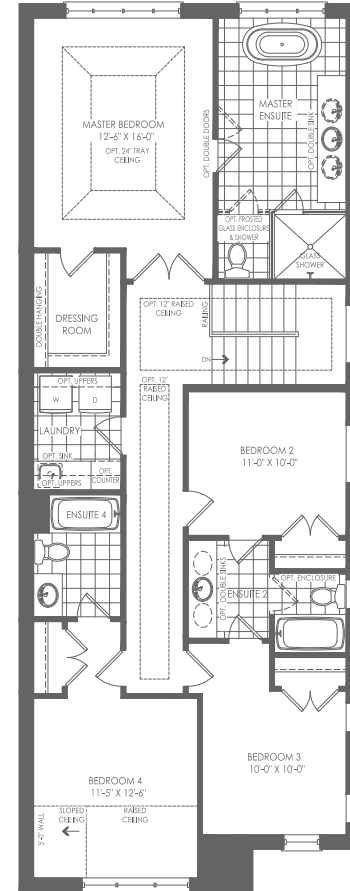 MASTER BEDROOM
12'-6" X 16'-0"
OPT. 24" TRAY
CEILING
OPT. DOUBLE DOORS
MASTER
ENSUITE
OPT. DOUBLE SINK
OPT. FROSTED
GLASS ENCLOSURE
& SHOWER
GLASS
SHOWER
DOUBLE HANGING
DRESSING
ROOM
OPT. 12" RAISED
CEILING
RAILING
DN
OPT. UPPERS
W
D
LAUNDRY
OPT. SINK
OPT. UPPERS
OPT.
COUNTER
OPT. 12"
RAISED
CEILING
BEDROOM 2
11'-0" X 10'-0"
ENSUITE 4
OPT. DOUBLE SINKS
ENSUITE 2
OPT. ENCLOSURE
BEDROOM 3
10'-0" X 10'-0"
BEDROOM 4
11'-5" X 12'-6"
5'-0" WALL
SLOPED
CEILING
RAISED
CEILING